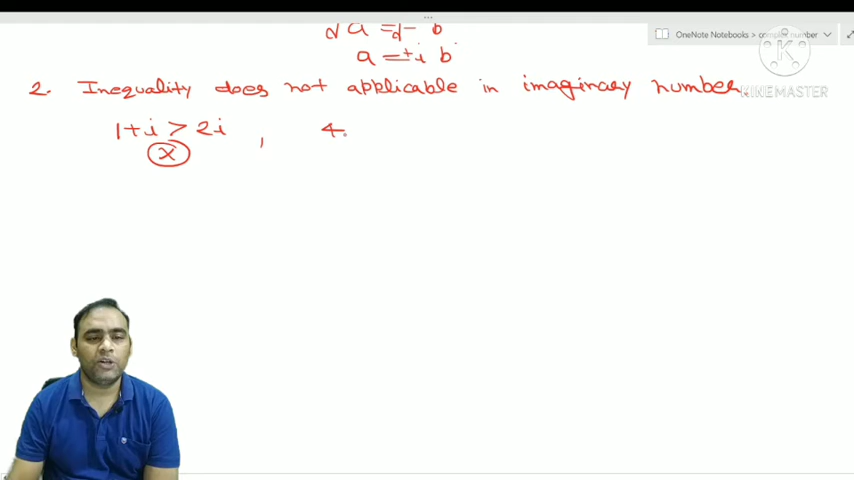 OneNote Notebooks > complex number
a = ±i b
KINEMASTER
2. Inequality does not applicable in imaginary number.
1+i > 2i , 4
x